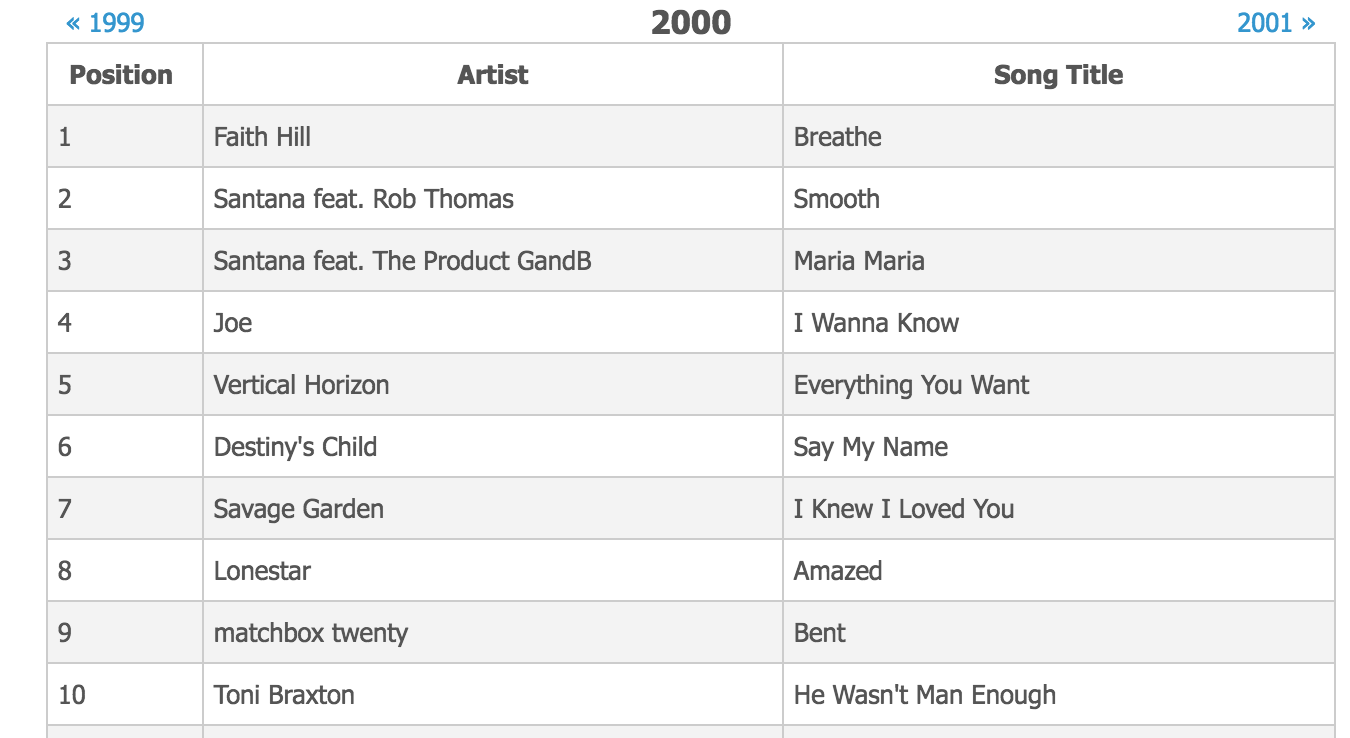 « 1999 2000 2001 »
Position Artist Song Title
1 Faith Hill Breathe
2 Santana feat. Rob Thomas Smooth
3 Santana feat. The Product GandB Maria Maria
4 Joe I Wanna Know
5 Vertical Horizon Everything You Want
6 Destiny's Child Say My Name
7 Savage Garden I Knew I Loved You
8 Lonestar Amazed
9 matchbox twenty Bent
10 Toni Braxton He Wasn't Man Enough